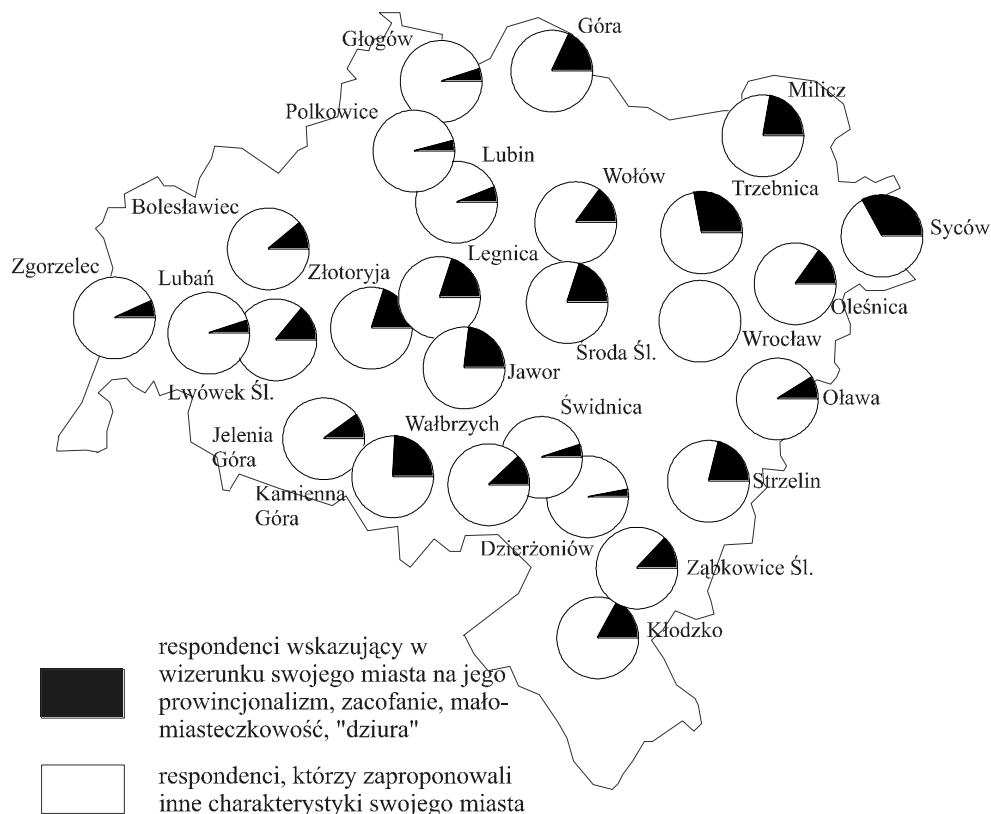 Góra
Głogów
Milicz
Polkowice
Lubin
Wołów
Trzebnica
Bolesławiec
Syców
Legnica
Zgorzelec
Lubań
Złotoryja
Oleśnica
Wrocław
Środa Śl.
Jawor
Lwówek Śl.
Oława
Świdnica
Wałbrzych
Jelenia
Góra
Strzelin
Kamienna
Góra
Dzierżoniów
Ząbkowice Śl.
Kłodzko
respondenci wskazujący w
wizerunku swojego miasta na jego
prowincjonalizm, zacofanie, mało-
miasteczkowość, "dziura"
respondenci, którzy zaproponowali
inne charakterystyki swojego miasta